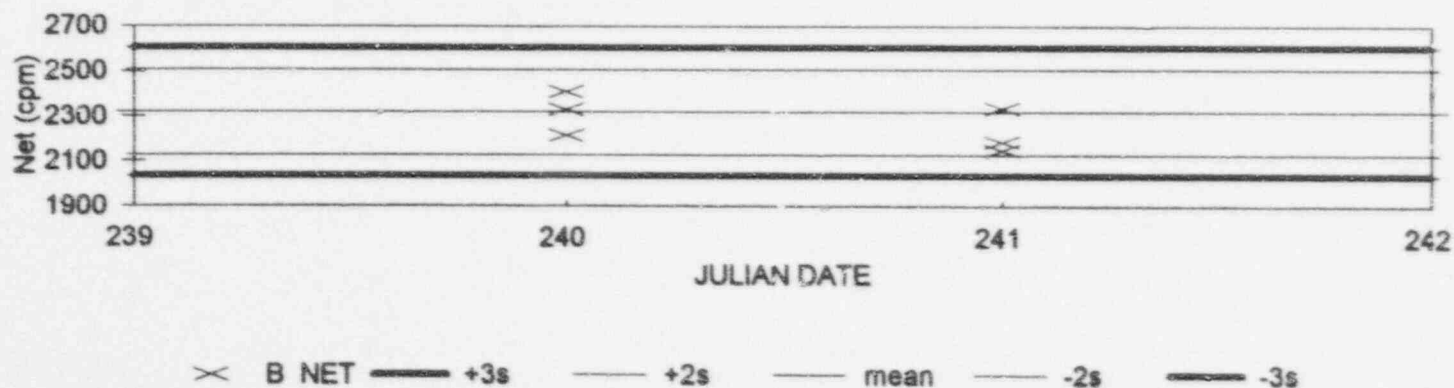 2700
2500
2300
2100
1900
Net (cpm)
239 240 241 242
JULIAN DATE
B NET +3s +2s mean -2s -3s